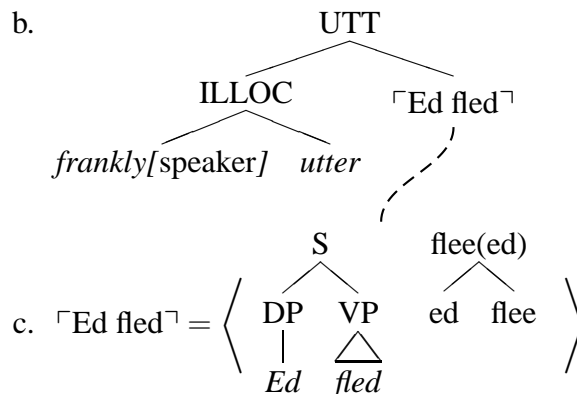 b. UTT
ILLOC ⌜Ed fled⌝
frankly[speaker] utter
S flee(ed)
DP VP ed flee
c. ⌜Ed fled⌝ = ⟨ ⟩
Ed fled